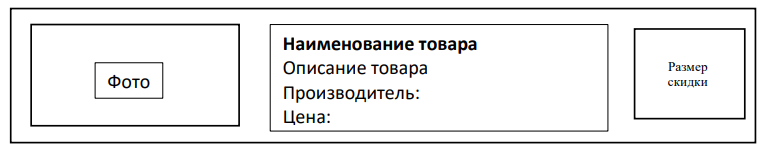 Фото
Наименование товара
Описание товара
Производитель:
Цена:
Размер
скидки